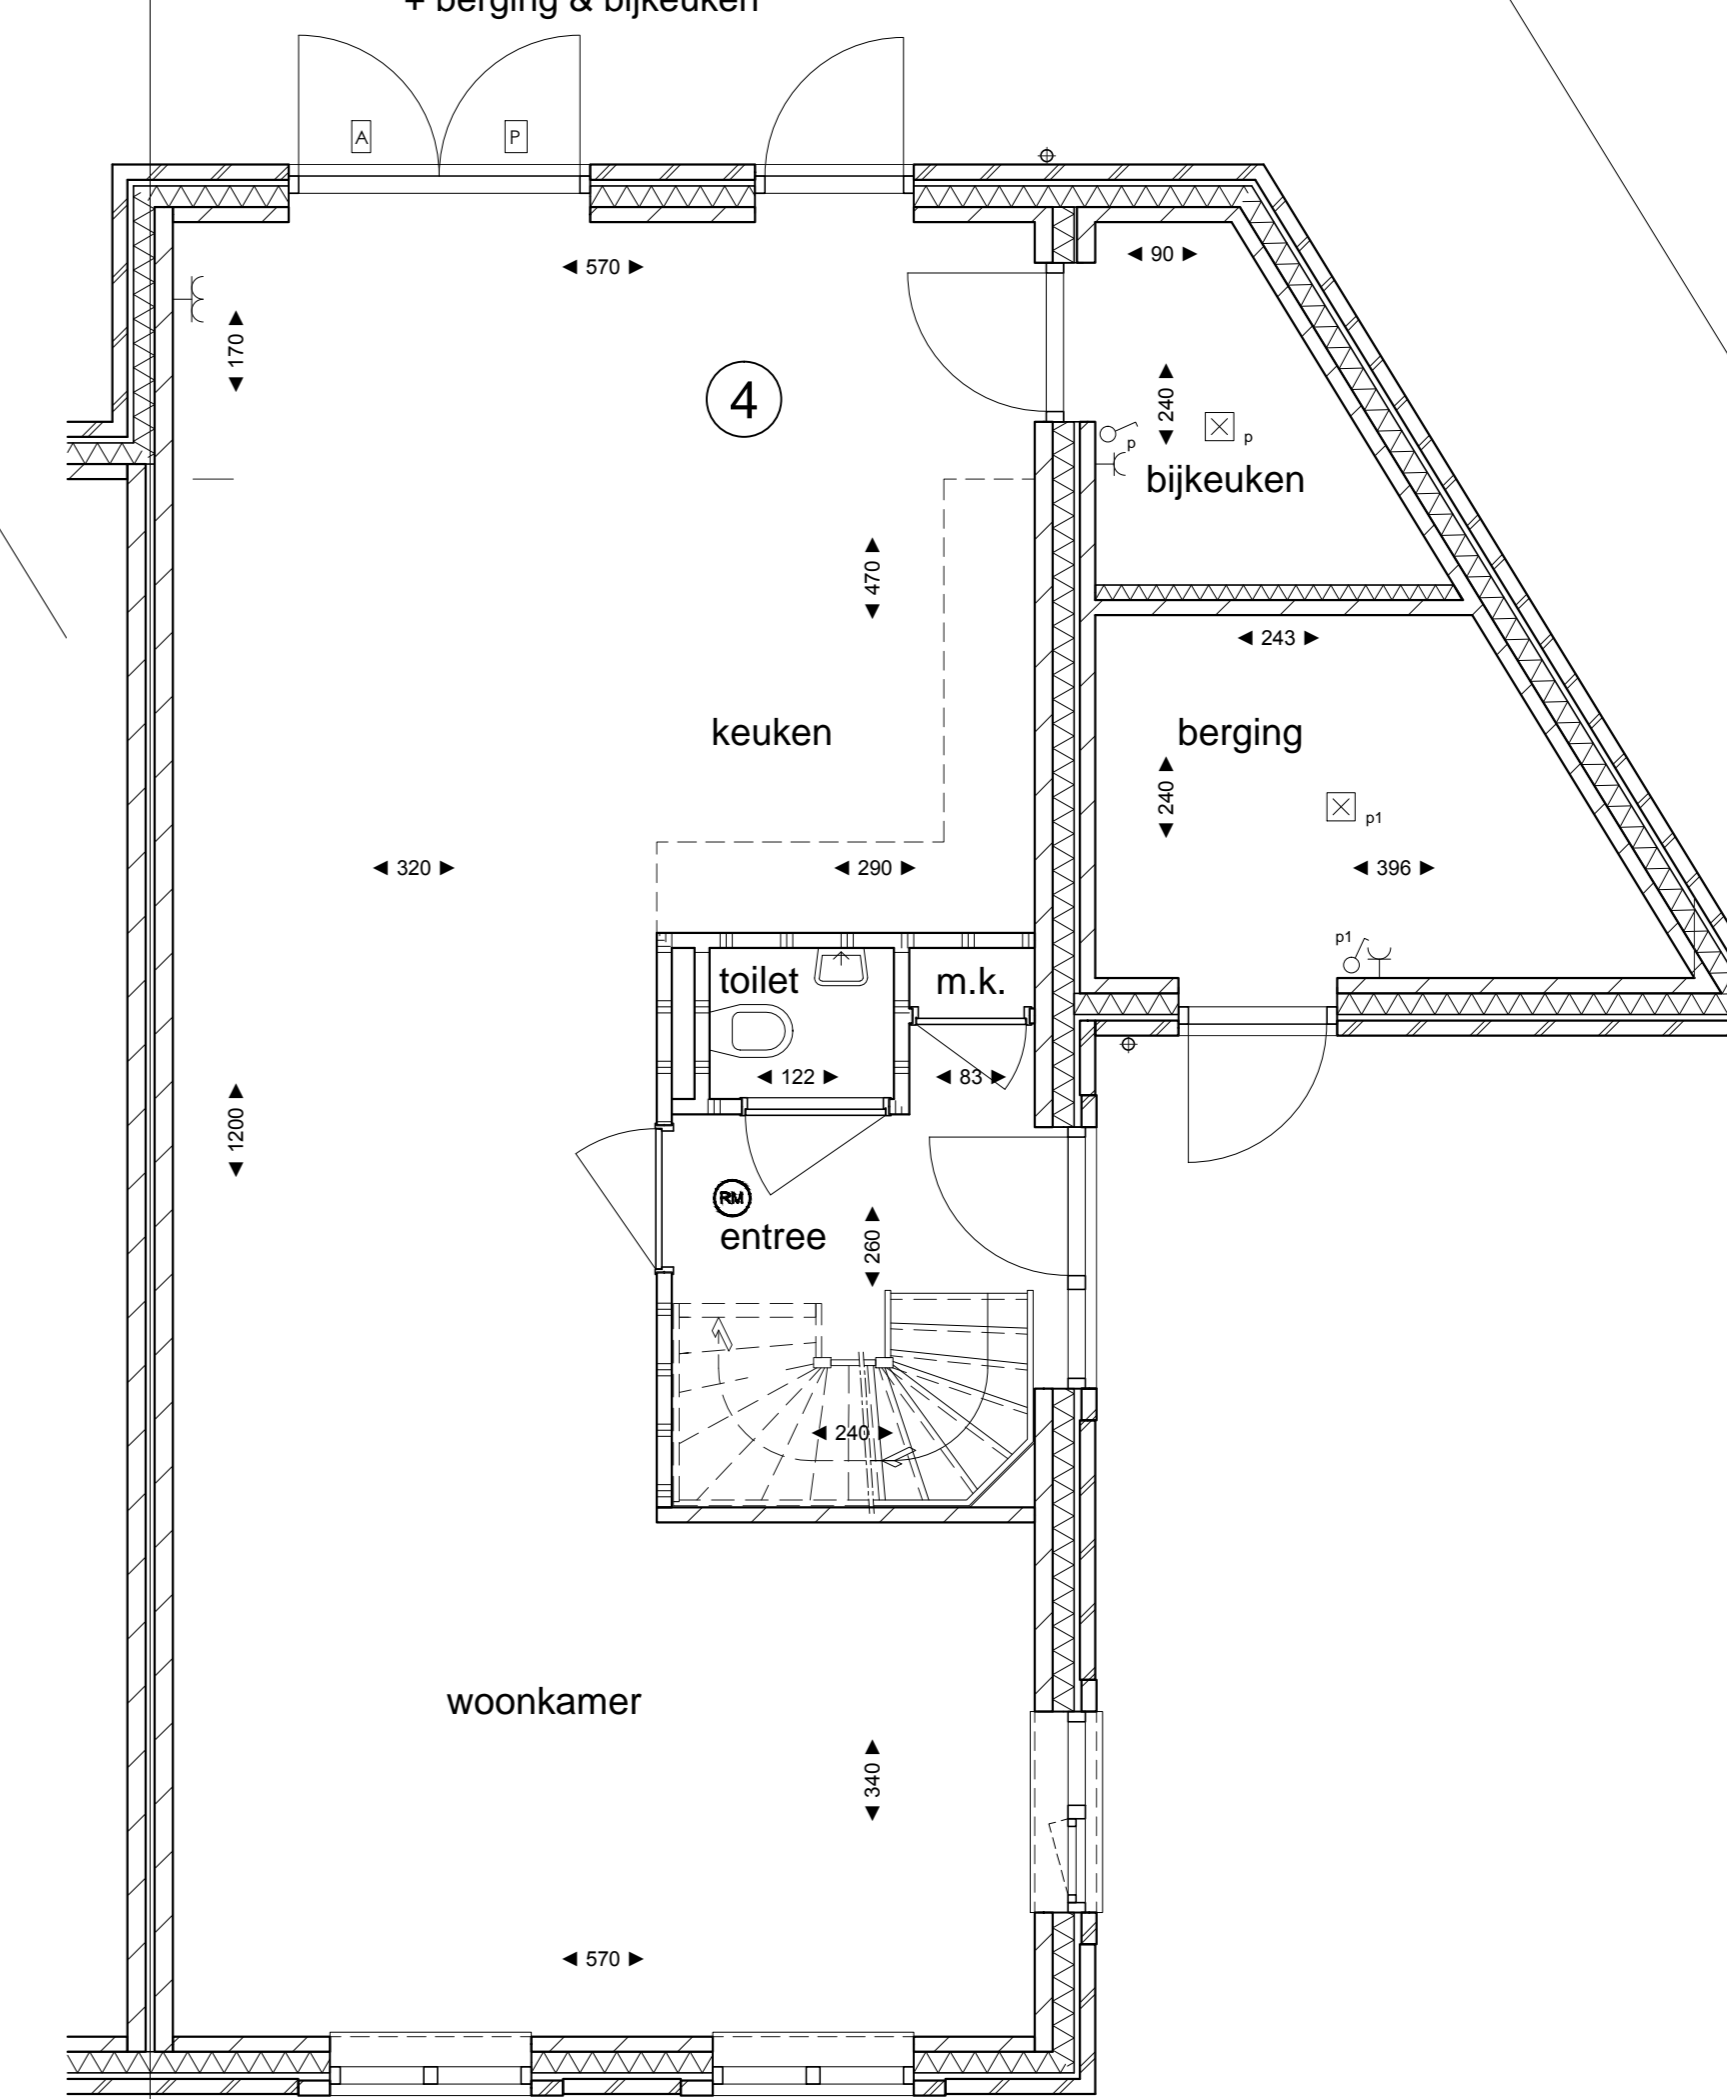 + berging & bijkeuken
A
P
570
90
170
4
240
p
p
bijkeuken
470
243
keuken
berging
240
p1
320
290
396
p1
toilet
m.k.
122
83
1200
RM
entree
260
240
woonkamer
340
570